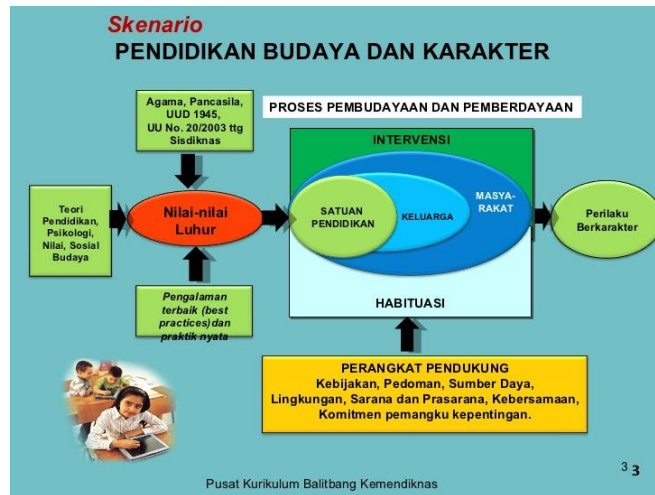 Skenario
PENDIDIKAN BUDAYA DAN KARAKTER
Agama, Pancasila,
UUD 1945,
UU No. 20/2003 ttg
Sisdiknas
PROSES PEMBUDAYAAN DAN PEMBERDAYAAN
INTERVENSI
Teori
Pendidikan,
Psikologi,
Nilai, Sosial
Budaya
Nilai-nilai
Luhur
SATUAN
PENDIDIKAN
KELUARGA
MASYA-
RAKAT
Perilaku
Berkarakter
Pengalaman
terbaik (best
practices)dan
praktik nyata
HABITUASI
PERANGKAT PENDUKUNG
Kebijakan, Pedoman, Sumber Daya,
Lingkungan, Sarana dan Prasarana, Kebersamaan,
Komitmen pemangku kepentingan.
Pusat Kurikulum Balitbang Kemendiknas
3 3